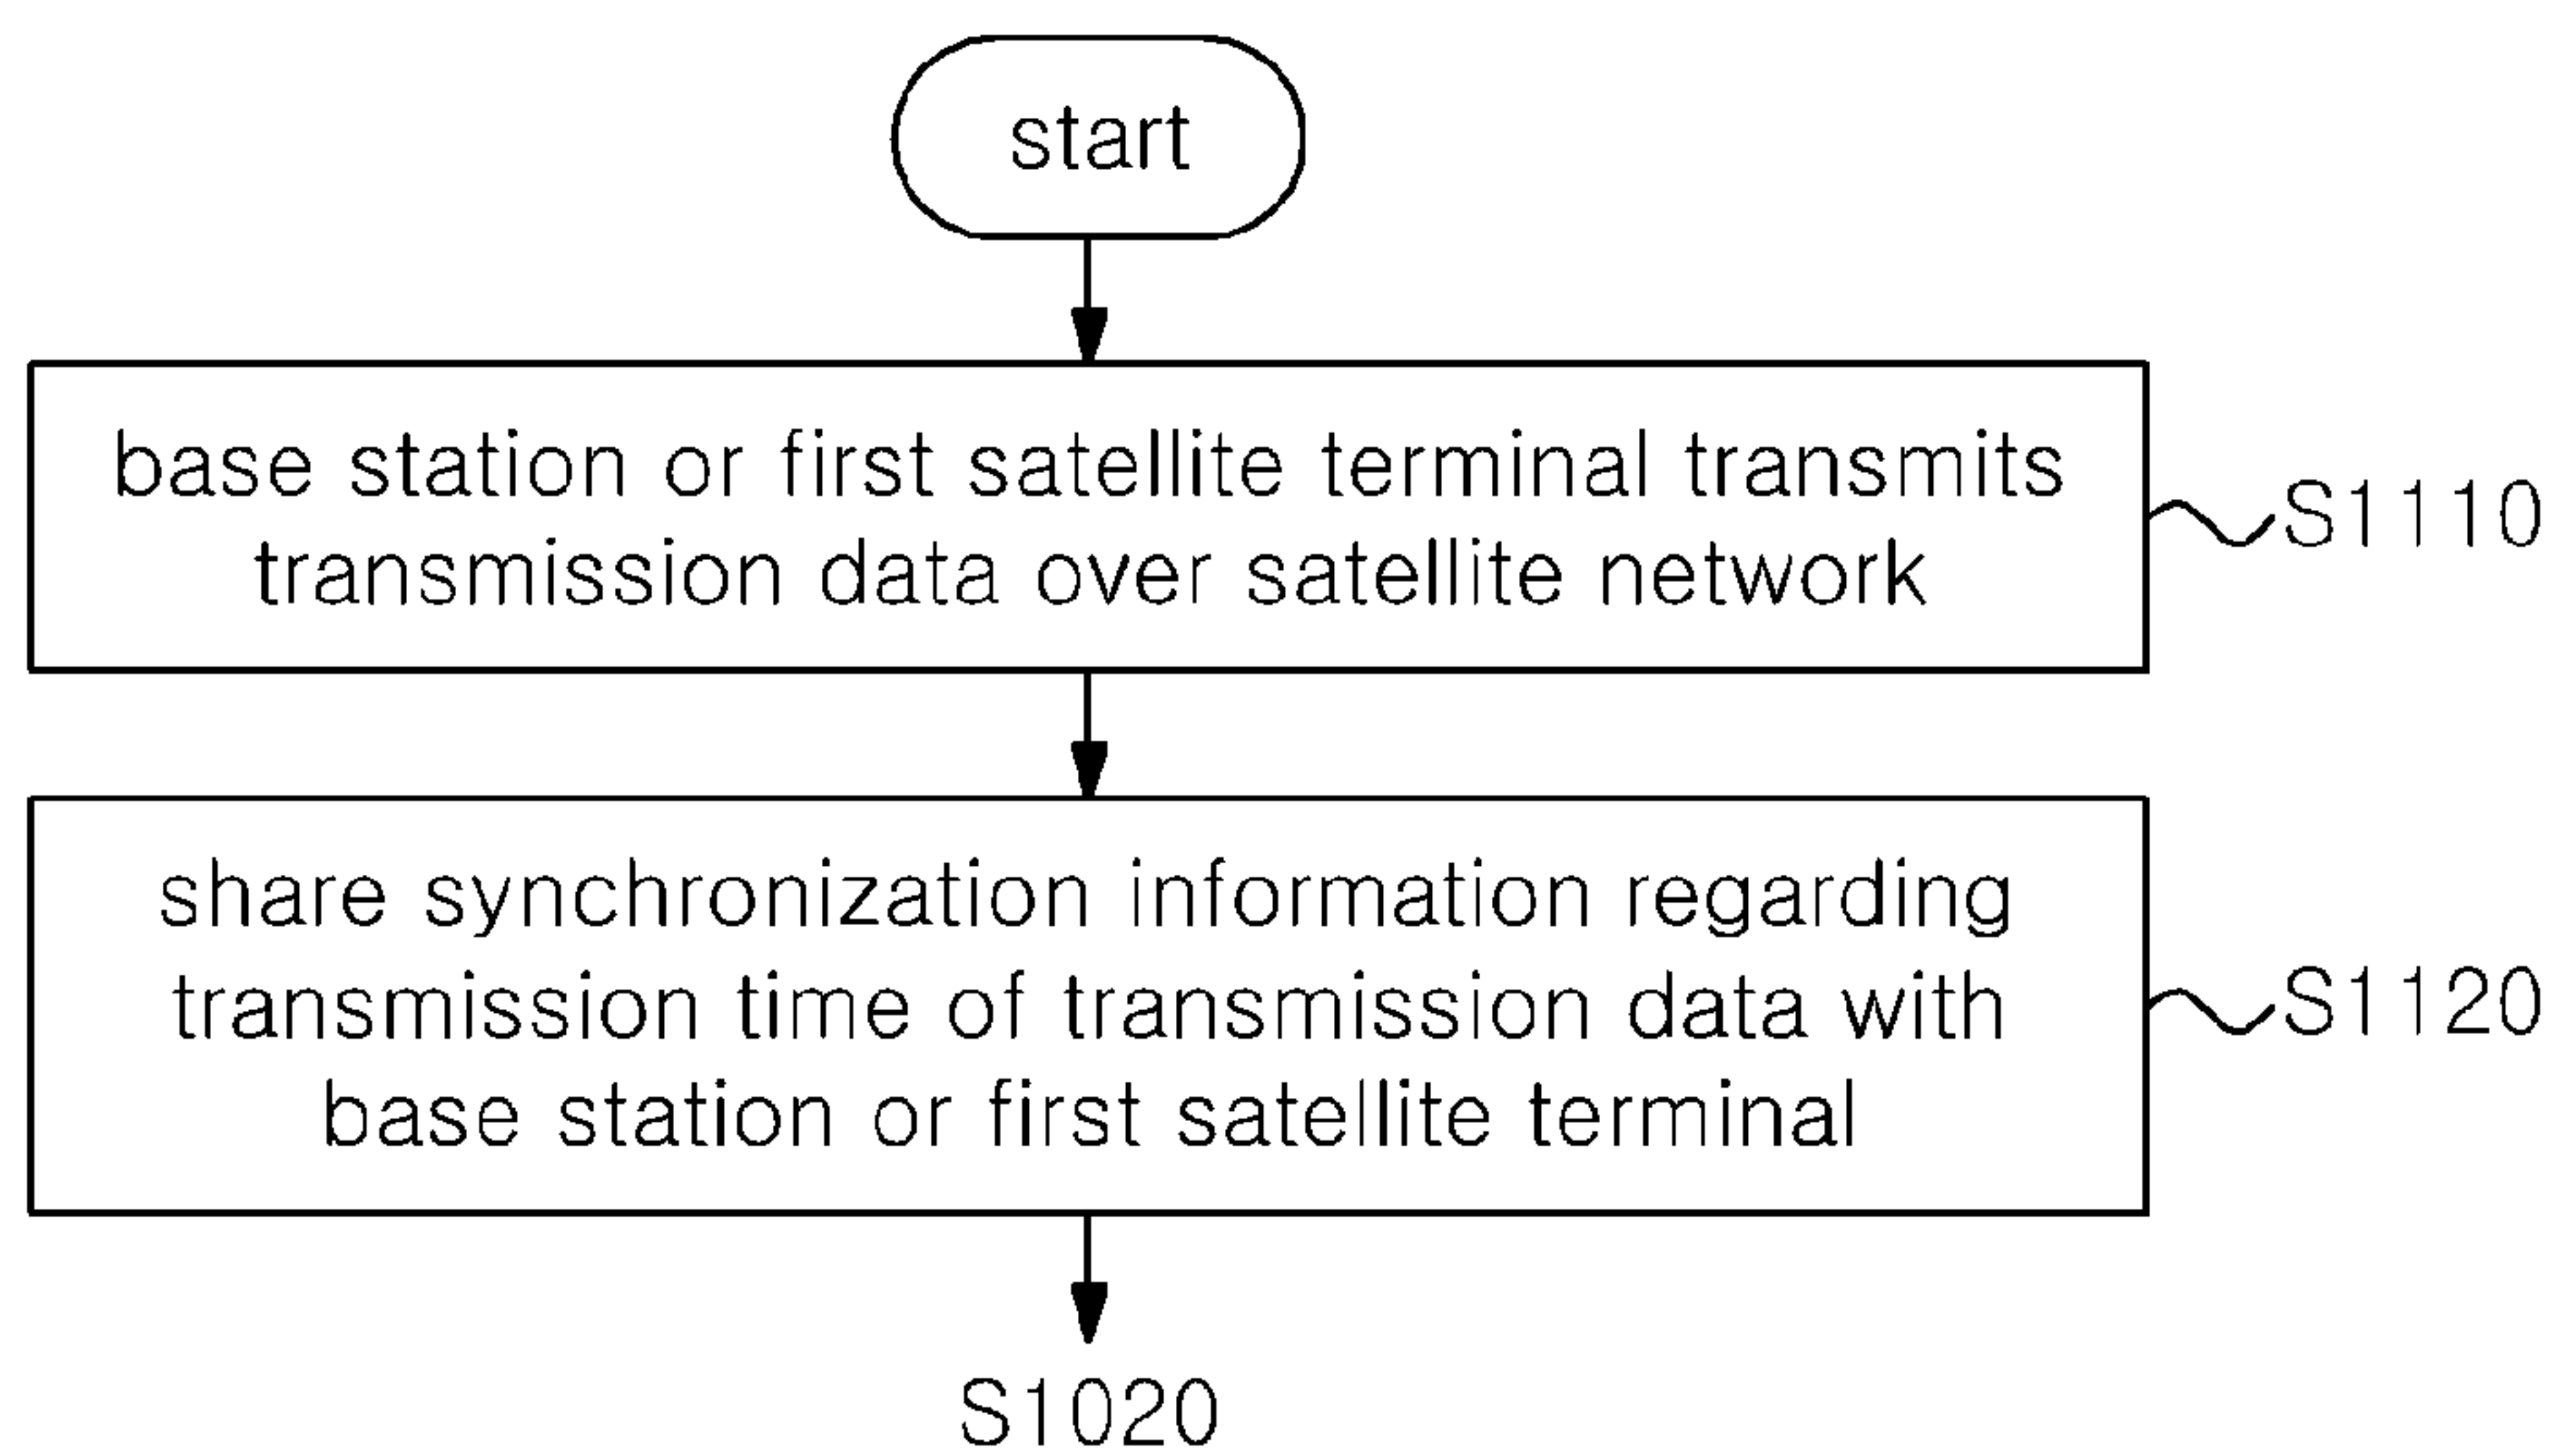 start
base station or first satellite terminal transmits
transmission data over satellite network
S1110
share synchronization information regarding
transmission time of transmission data with
base station or first satellite terminal
S1120
S1020